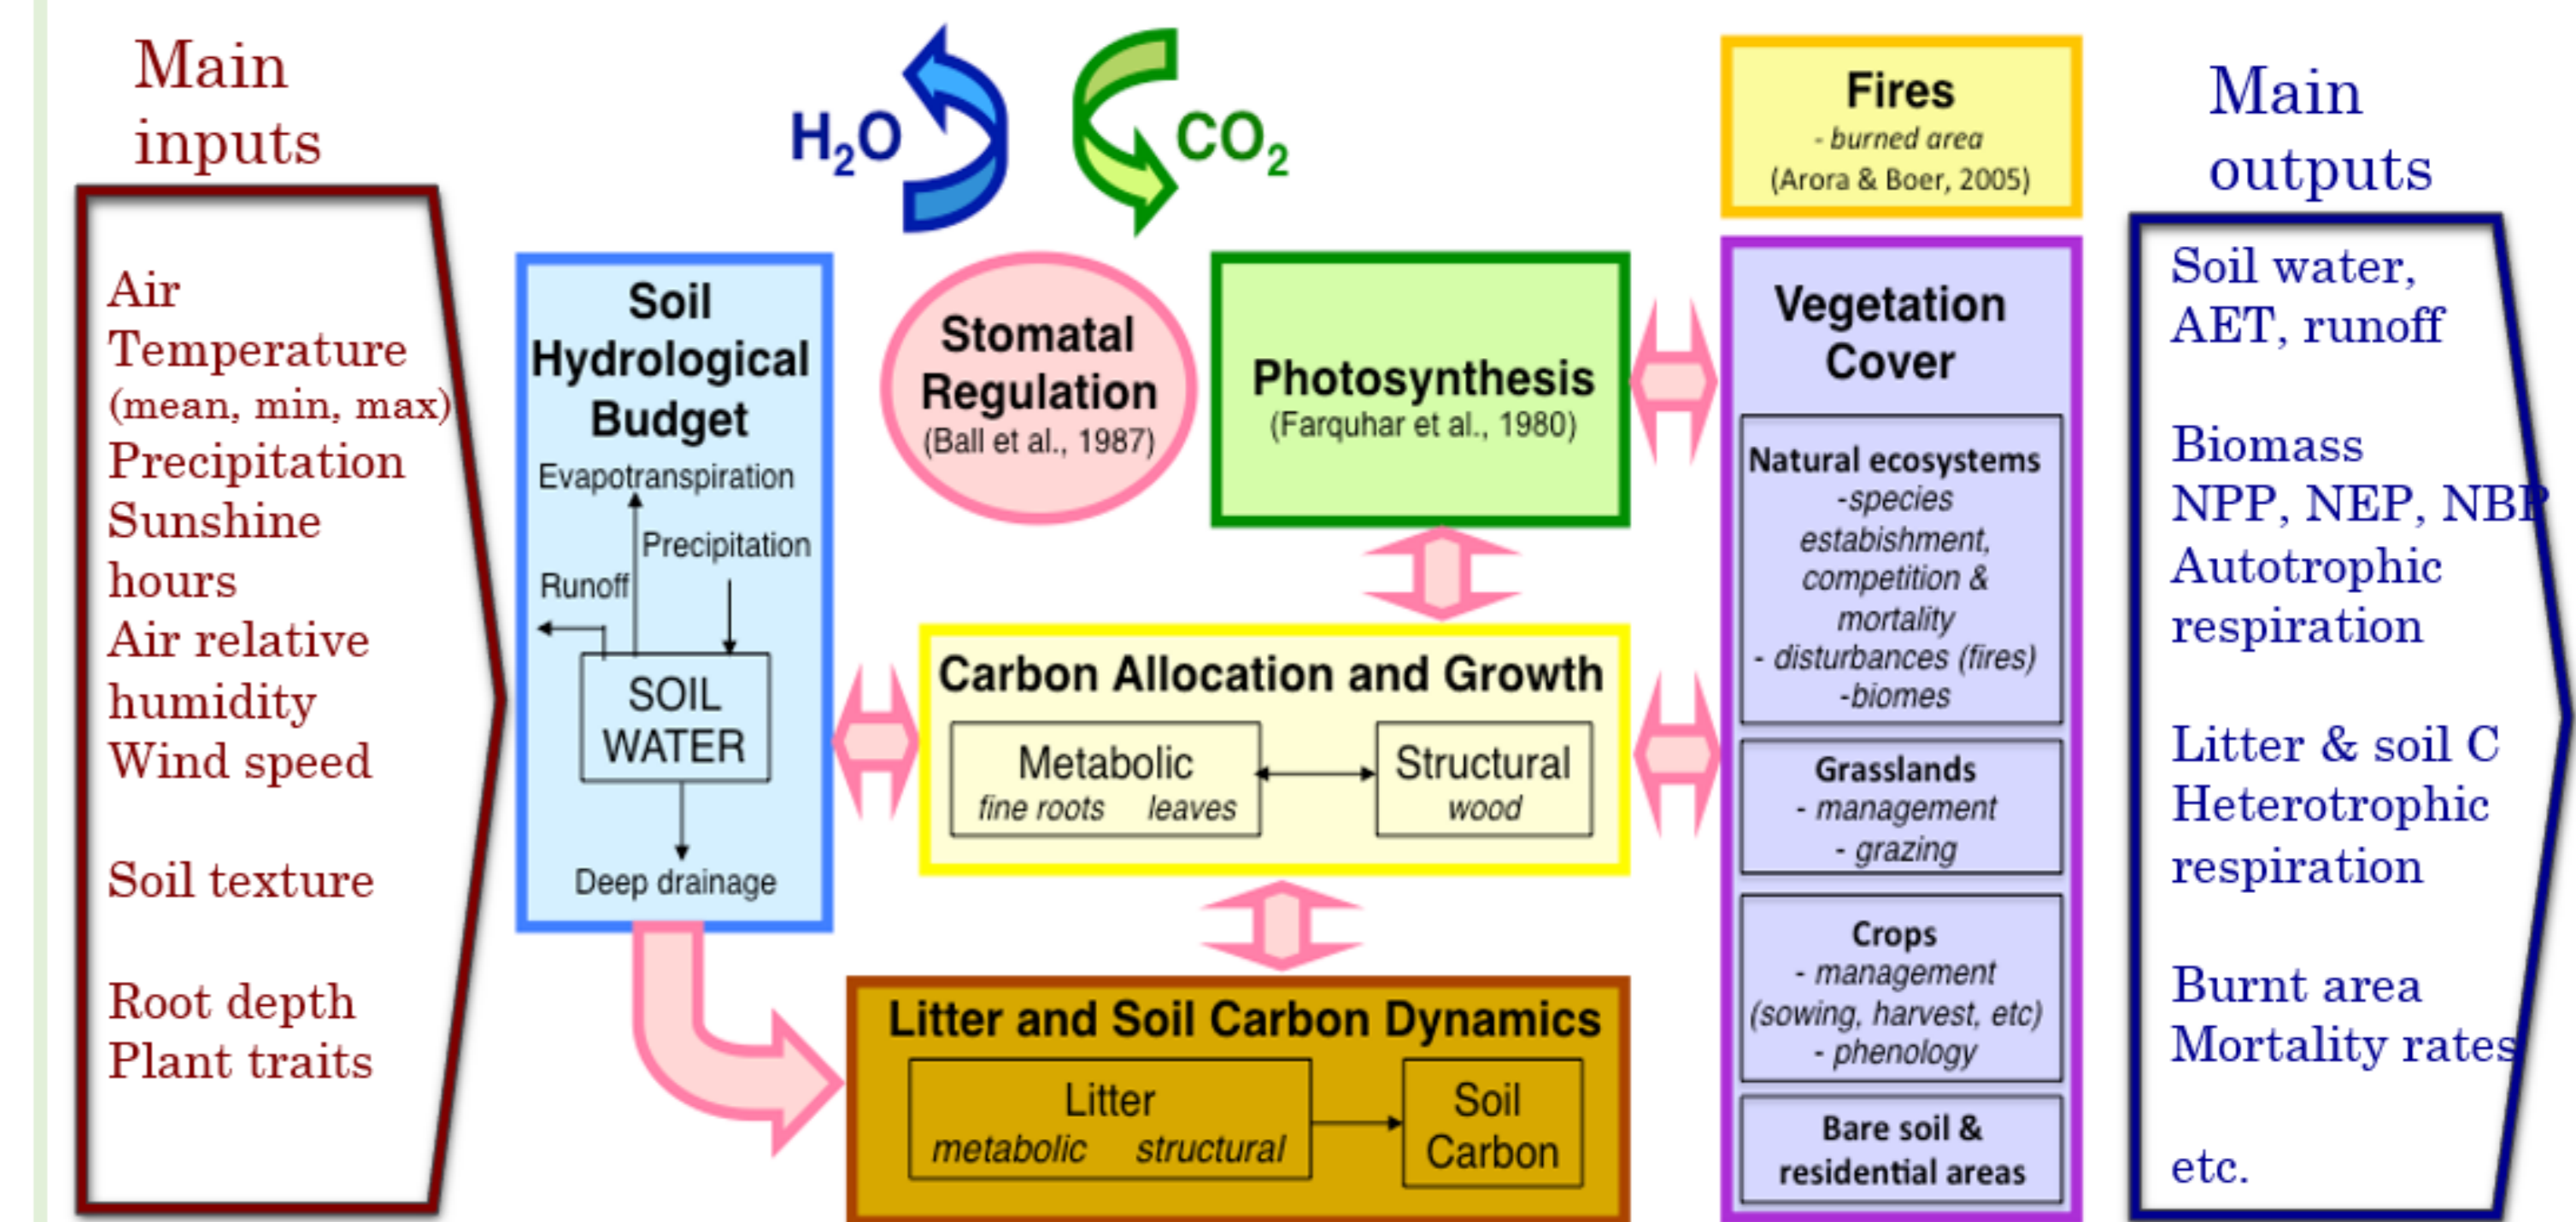 Main
inputs
Air
Temperature
(mean, min, max)
Precipitation
Sunshine
hours
Air relative
humidity
Wind speed
Soil texture
Root depth
Plant traits
H₂O
CO₂
Soil
Hydrological
Budget
Evapotranspiration
Precipitation
Runoff
SOIL
WATER
Deep drainage
Stomatal
Regulation
(Ball et al., 1987)
Photosynthesis
(Farquhar et al., 1980)
Carbon Allocation and Growth
Metabolic
fine roots leaves
Structural
wood
Litter and Soil Carbon Dynamics
Litter
metabolic structural
Soil
Carbon
Fires
- burned area
(Arora & Boer, 2005)
Vegetation
Cover
Natural ecosystems
-species
estabishment,
competition &
mortality
- disturbances (fires)
-biomes
Grasslands
- management
- grazing
Crops
- management
(sowing, harvest, etc)
- phenology
Bare soil &
residential areas
Main
outputs
Soil water,
AET, runoff
Biomass
NPP, NEP, NBP
Autotrophic
respiration
Litter & soil C
Heterotrophic
respiration
Burnt area
Mortality rates
etc.